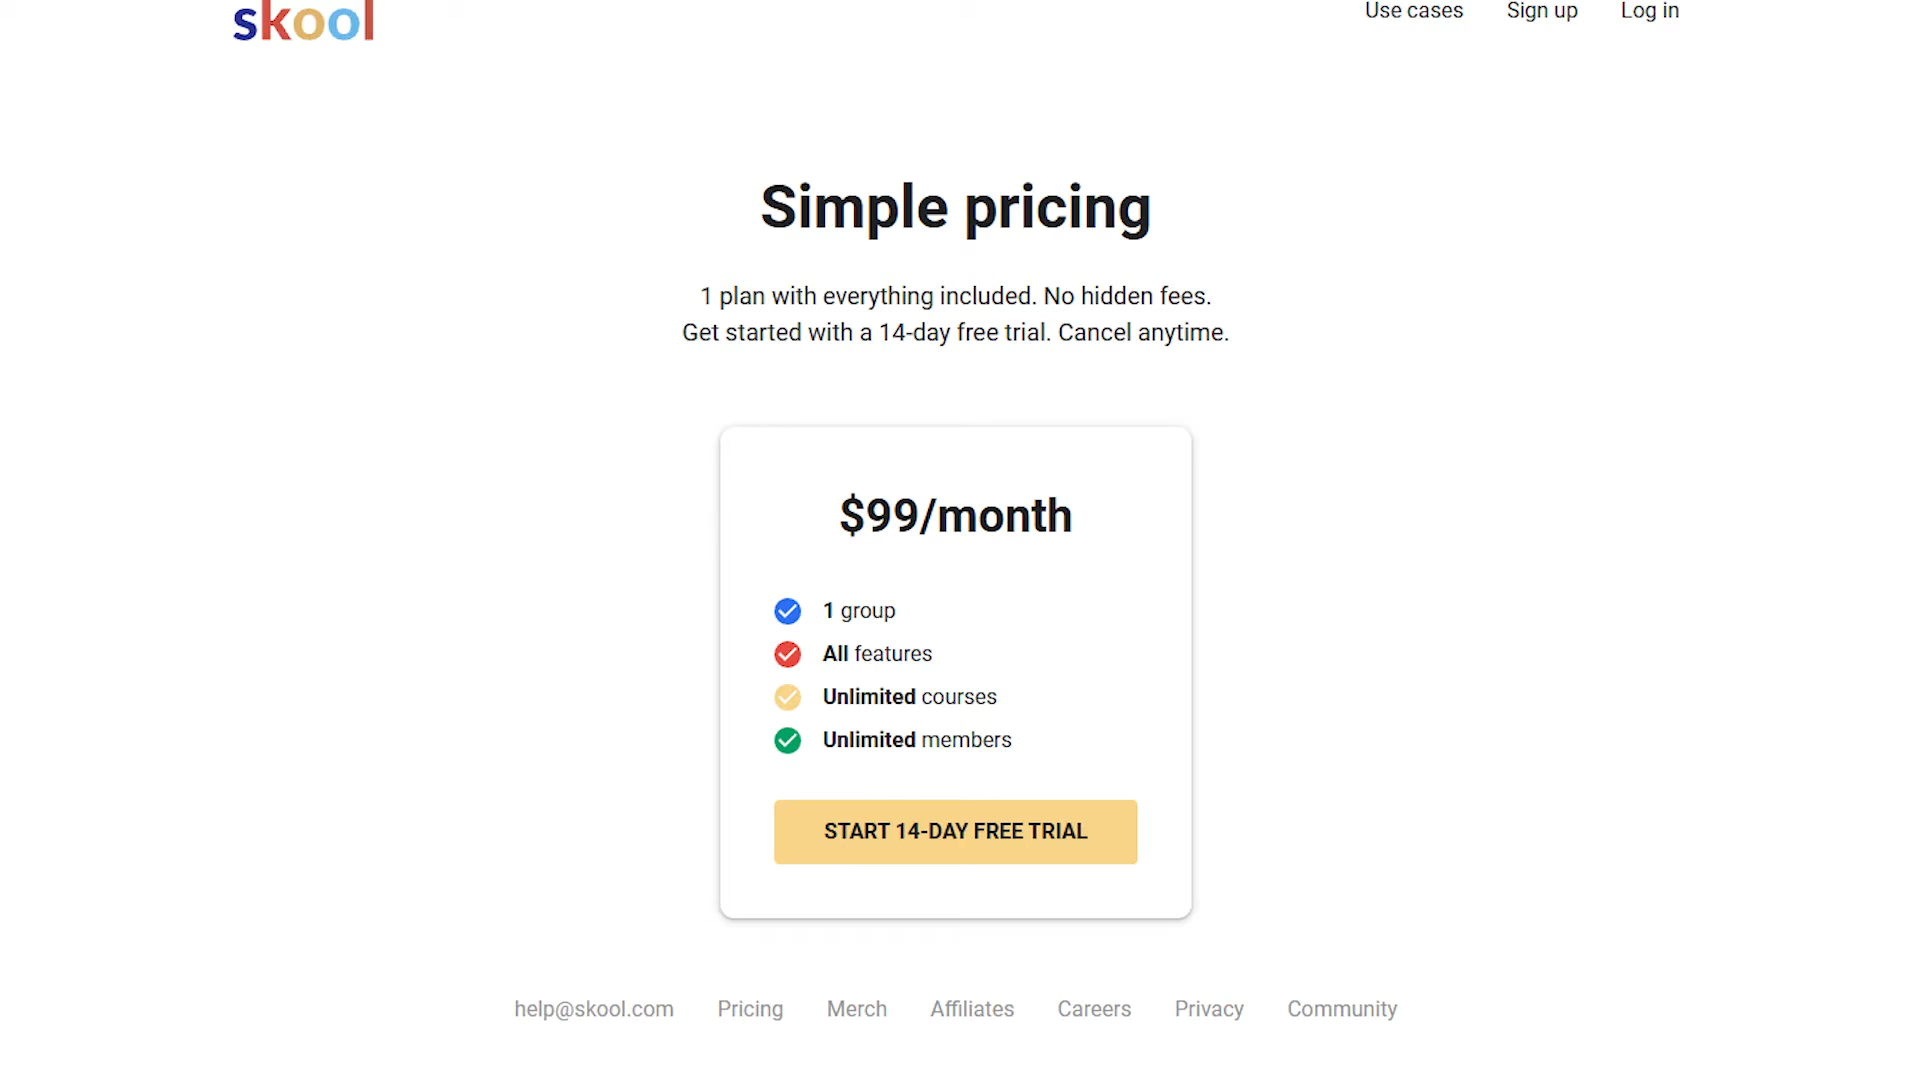 skool
Use cases
Sign up
Log in
Simple pricing
1 plan with everything included. No hidden fees.
Get started with a 14-day free trial. Cancel anytime.
$99/month
1 group
All features
Unlimited courses
Unlimited members
START 14-DAY FREE TRIAL
help@skool.com
Pricing
Merch
Affiliates
Careers
Privacy
Community